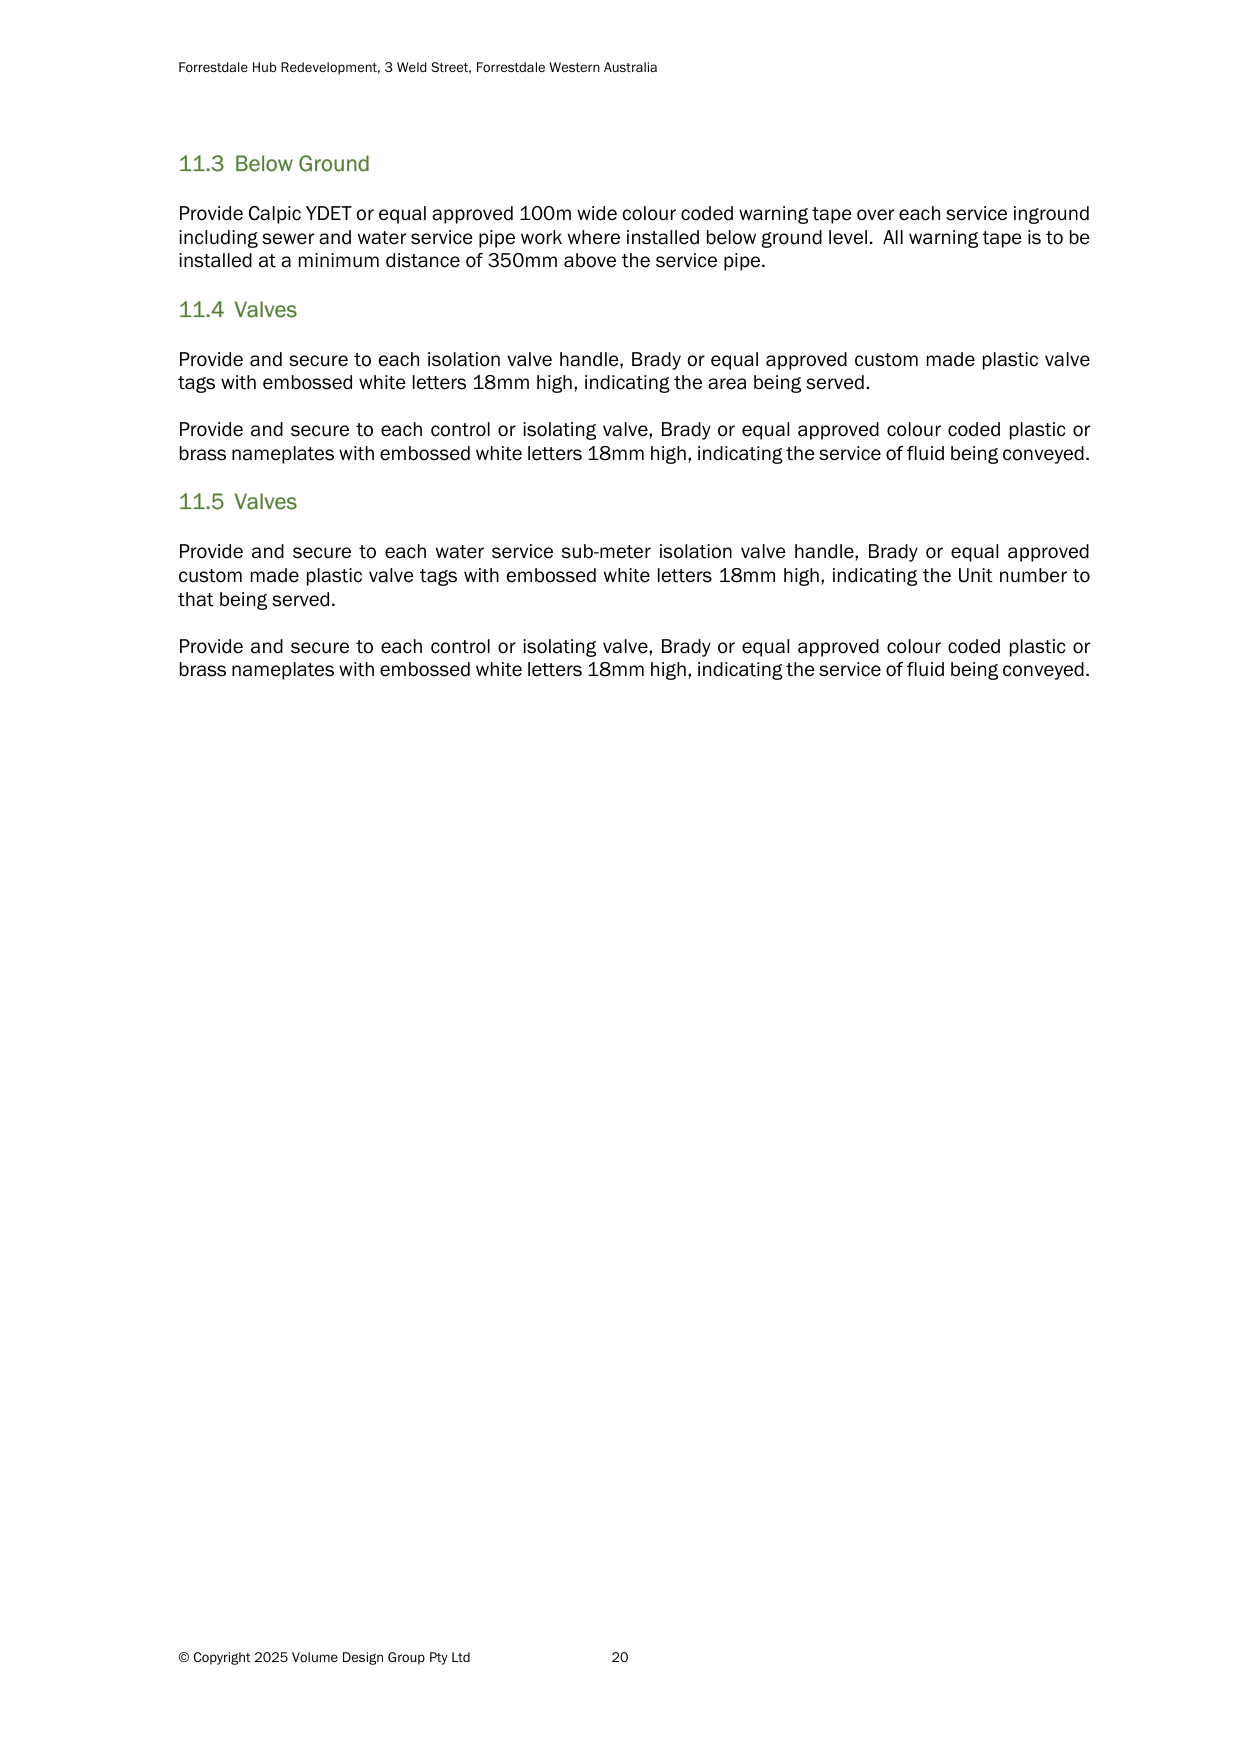 Forrestdale Hub Redevelopment, 3 Weld Street, Forrestdale Western Australia
11.3 Below Ground
Provide Calpic YDET or equal approved 100m wide colour coded warning tape over each service inground
including sewer and water service pipe work where installed below ground level.  All warning tape is to be
installed at a minimum distance of 350mm above the service pipe.
11.4 Valves
Provide and secure to each isolation valve handle, Brady or equal approved custom made plastic valve
tags with embossed white letters 18mm high, indicating the area being served.
Provide and secure to each control or isolating valve, Brady or equal approved colour coded plastic or
brass nameplates with embossed white letters 18mm high, indicating the service of fluid being conveyed.
11.5 Valves
Provide and secure to each water service sub-meter isolation valve handle, Brady or equal approved
custom made plastic valve tags with embossed white letters 18mm high, indicating the Unit number to
that being served.
Provide and secure to each control or isolating valve, Brady or equal approved colour coded plastic or
brass nameplates with embossed white letters 18mm high, indicating the service of fluid being conveyed.
© Copyright 2025 Volume Design Group Pty Ltd 20